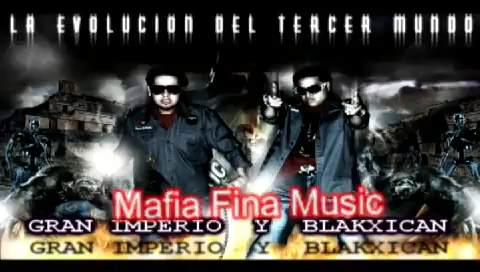 LA EVOLUCION DEL TERCER MUNDO
Mafia Fina Music
GRAN IMPERIO Y BLAKXICAN
GRAN IMPERIO Y BLAKXICAN